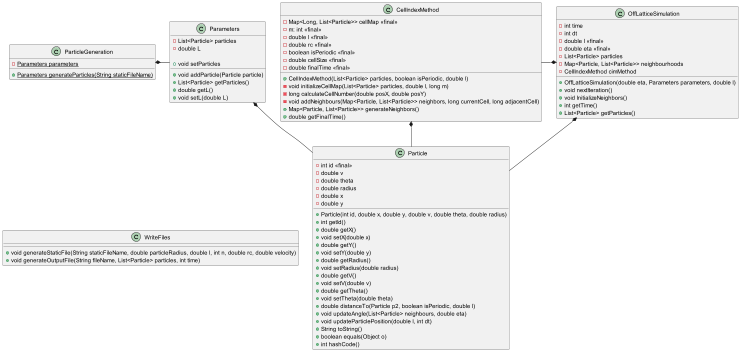 ParticleGeneration
Parameters parameters
Parameters generateParticles(String staticFileName)
Parameters
List<Particle> particles
double L
void setParticles
void addParticle(Particle particle)
List<Particle> getParticles()
double getL()
void setL(double L)
CellIndexMethod
Map<Long, List<Particle>> cellMap «final»
m: int «final»
double l «final»
double rc «final»
boolean isPeriodic «final»
double cellSize «final»
double finalTime «final»
CellIndexMethod(List<Particle> particles, boolean isPeriodic, double l)
void initializeCellMap(List<Particle> particles, double l, long m)
long calculateCellNumber(double posX, double posY)
void addNeighbours(Map<Particle, List<Particle>> neighbors, long currentCell, long adjacentCell)
Map<Particle, List<Particle>> generateNeighbors()
double getFinalTime()
OffLatticeSimulation
int time
int dt
double l «final»
double eta «final»
List<Particle> particles
Map<Particle, List<Particle>> neighbourhoods
CellIndexMethod cimMethod
OffLatticeSimulation(double eta, Parameters parameters, double l)
void nextIteration()
void InitializeNeighbors()
int getTime()
List<Particle> getParticles()
WriteFiles
void generateStaticFile(String staticFileName, double particleRadius, double l, int n, double rc, double velocity)
void generateOutputFile(String fileName, List<Particle> particles, int time)
Particle
int id «final»
double v
double theta
double radius
double x
double y
Particle(int id, double x, double y, double v, double theta, double radius)
int getId()
double getX()
void setX(double x)
double getY()
void setY(double y)
double getRadius()
void setRadius(double radius)
double getV()
void setV(double v)
double getTheta()
void setTheta(double theta)
double distanceTo(Particle p2, boolean isPeriodic, double l)
void updateAngle(List<Particle> neighbours, double eta)
void updateParticlePosition(double l, int dt)
String toString()
boolean equals(Object o)
int hashCode()